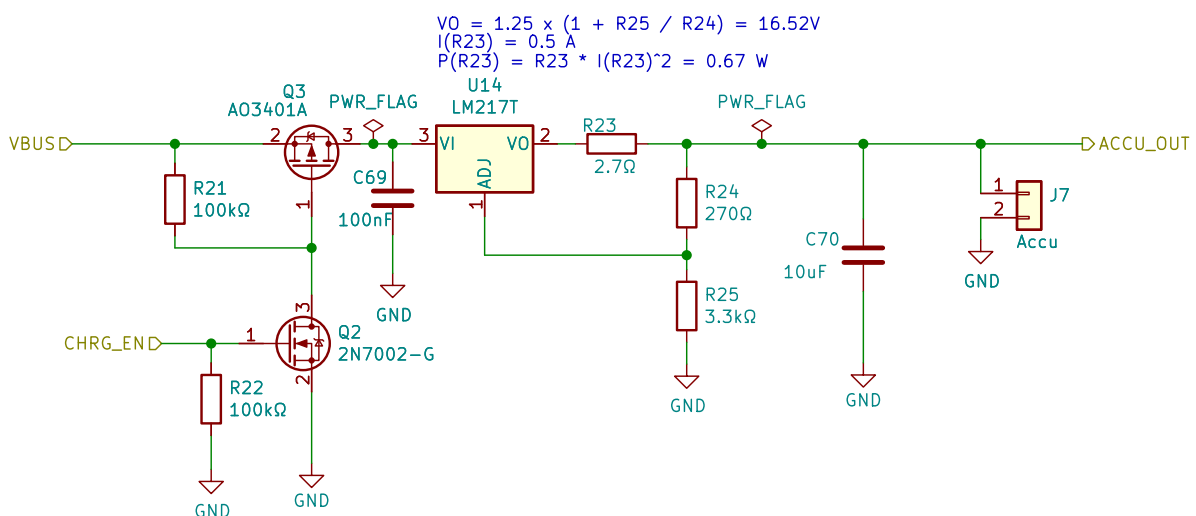 VO = 1.25 x (1 + R25 / R24) = 16.52V
I(R23) = 0.5 A
P(R23) = R23 * I(R23)^2 = 0.67 W
U14
LM217T
Q3
AO3401A
PWR_FLAG
PWR_FLAG
VBUS
2
3
3
VI
VO
2
R23
2.7Ω
ACCU_OUT
ADJ
1
1
R21
100kΩ
C69
100nF
GND
R24
270Ω
R25
3.3kΩ
GND
C70
10uF
GND
1
2
J7
Accu
GND
CHRG_EN
1
3
2
Q2
2N7002-G
R22
100kΩ
GND
GND